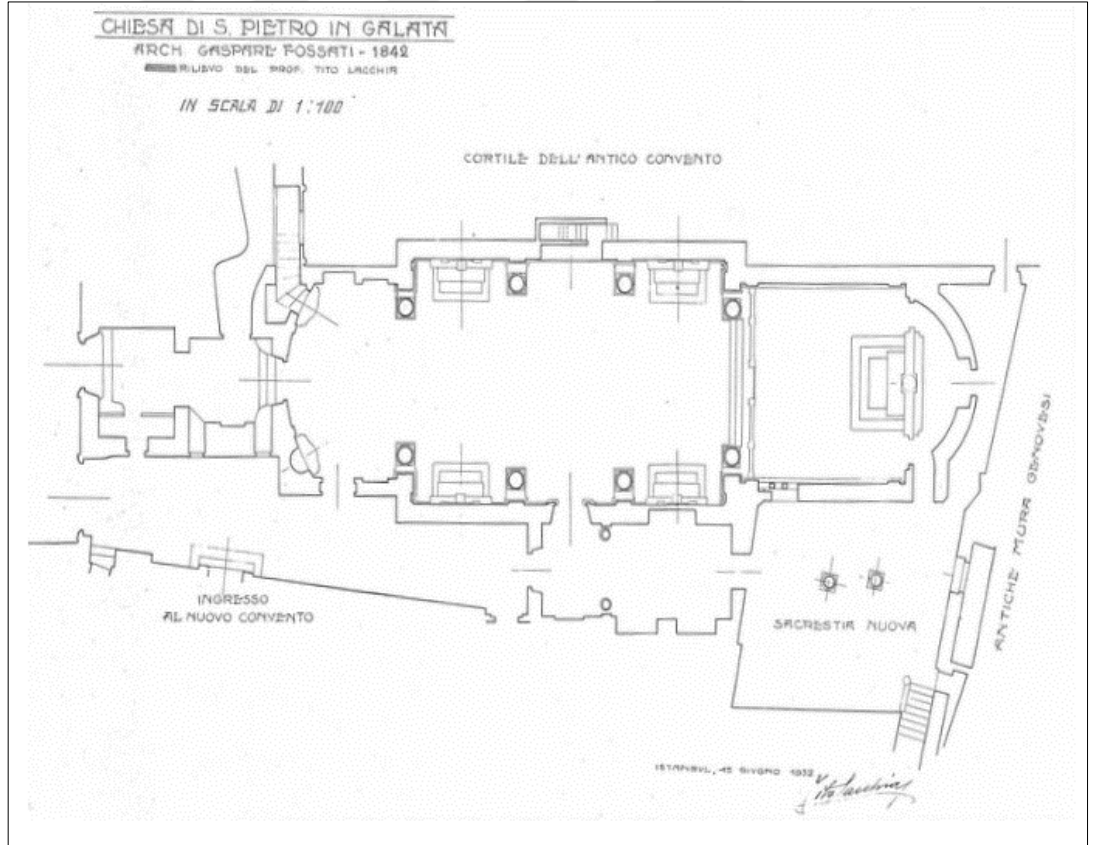 CHIESA DI S. PIETRO IN GALATA
ARCH. GASPARE FOSSATI - 1842
RILIEVO DEL PROF. TITO LACCHIA
IN SCALA DI 1:100
CORTILE DELL'ANTICO CONVENTO
ANTICHE MURA GENOVESI
INGRESSO
AL NUOVO CONVENTO
SACRESTIA NUOVA
ISTANBUL, 15 GIUGNO